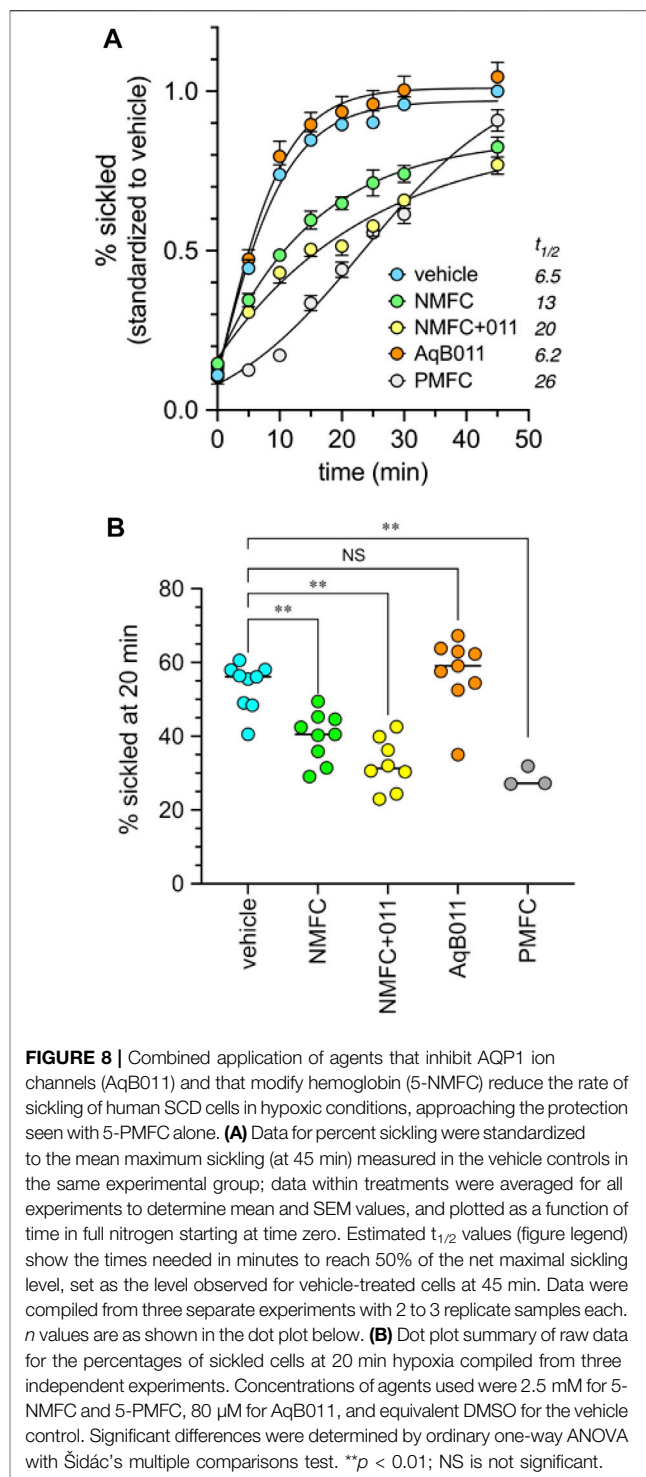 A
% sickled
(standardized to vehicle)
1.0
0.5
0.0
t1/2
vehicle 6.5
NMFC 13
NMFC+011 20
AqB011 6.2
PMFC 26
0 10 20 30 40 50
time (min)
B
**
NS
**
**
% sickled at 20 min
80
60
40
20
0
vehicle
NMFC
NMFC+011
AqB011
PMFC
FIGURE 8 | Combined application of agents that inhibit AQP1 ion
channels (AqB011) and that modify hemoglobin (5-NMFC) reduce the rate of
sickling of human SCD cells in hypoxic conditions, approaching the protection
seen with 5-PMFC alone. (A) Data for percent sickling were standardized
to the mean maximum sickling (at 45 min) measured in the vehicle controls in
the same experimental group; data within treatments were averaged for all
experiments to determine mean and SEM values, and plotted as a function of
time in full nitrogen starting at time zero. Estimated t1/2 values (figure legend)
show the times needed in minutes to reach 50% of the net maximal sickling
level, set as the level observed for vehicle-treated cells at 45 min. Data were
compiled from three separate experiments with 2 to 3 replicate samples each.
n values are as shown in the dot plot below. (B) Dot plot summary of raw data
for the percentages of sickled cells at 20 min hypoxia compiled from three
independent experiments. Concentrations of agents used were 2.5 mM for 5-
NMFC and 5-PMFC, 80 µM for AqB011, and equivalent DMSO for the vehicle
control. Significant differences were determined by ordinary one-way ANOVA
with Šidác’s multiple comparisons test. **p < 0.01; NS is not significant.